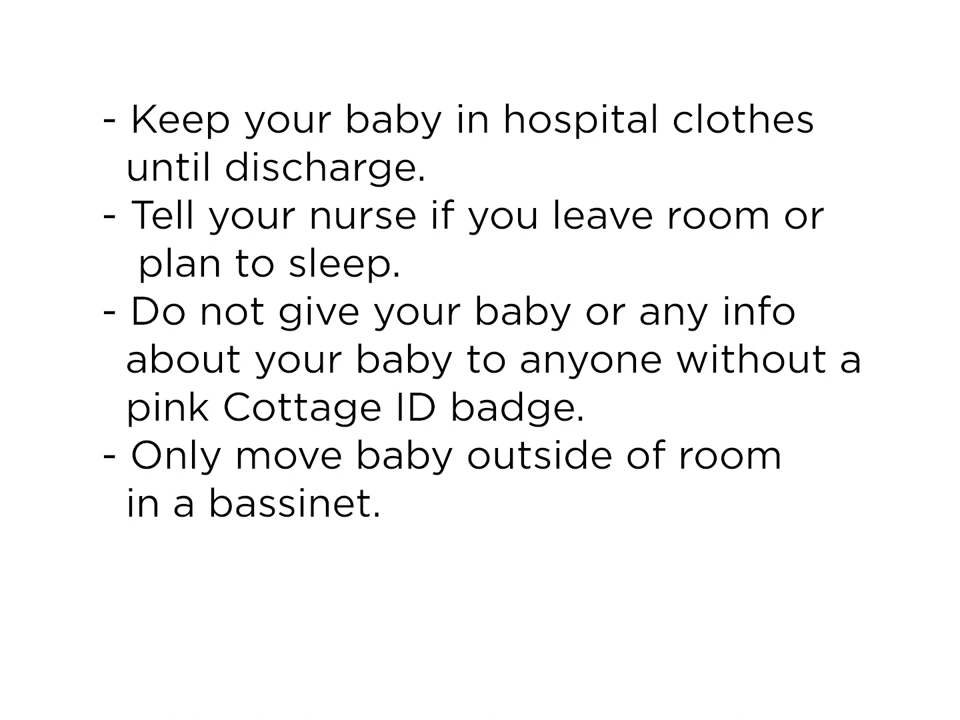 - Keep your baby in hospital clothes
until discharge.
- Tell your nurse if you leave room or
plan to sleep.
- Do not give your baby or any info
about your baby to anyone without a
pink Cottage ID badge.
- Only move baby outside of room
in a bassinet.